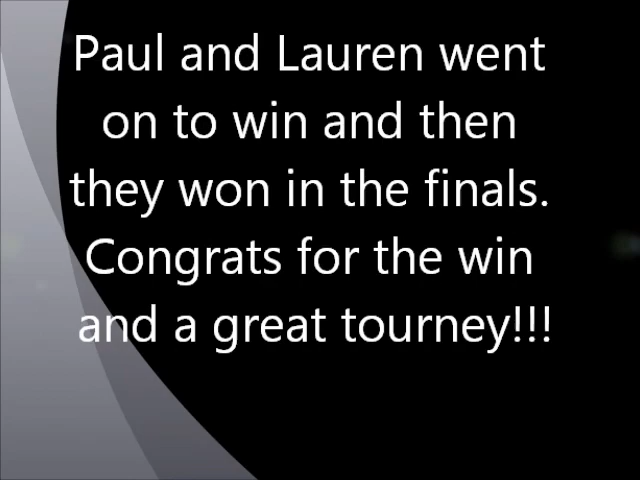 Paul and Lauren went
on to win and then
they won in the finals.
Congrats for the win
and a great tourney!!!